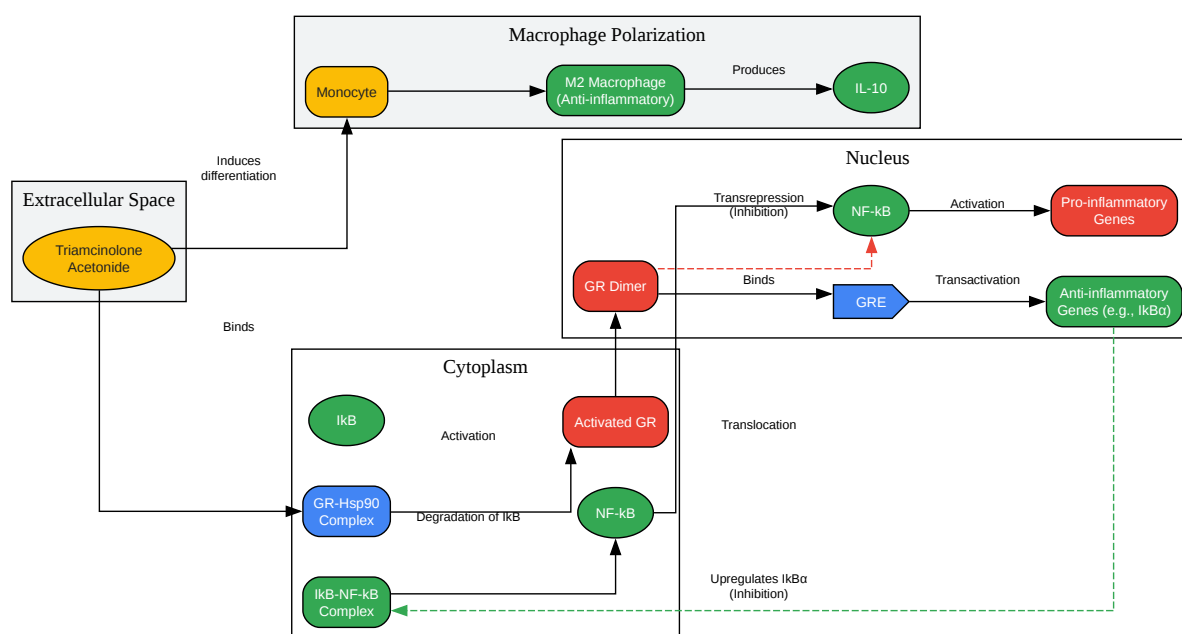 Macrophage Polarization
Monocyte
M2 Macrophage
(Anti-inflammatory)
Produces
IL-10
Induces
differentiation
Extracellular Space
Triamcinolone
Acetonide
Binds
Nucleus
Transrepression
(Inhibition)
NF-kB
Activation
Pro-inflammatory
Genes
GR Dimer
Binds
GRE
Transactivation
Anti-inflammatory
Genes (e.g., IkBα)
Cytoplasm
IkB
Activation
Activated GR
Translocation
GR-Hsp90
Complex
Degradation of IkB
NF-kB
IkB-NF-kB
Complex
Upregulates IkBα
(Inhibition)